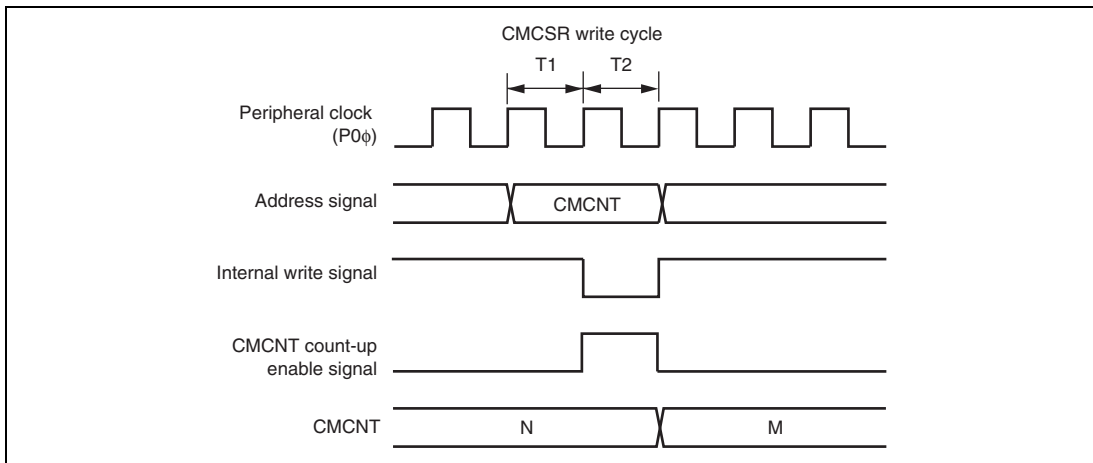 CMCSR write cycle
T1 T2
Peripheral clock
(P0ϕ)
Address signal CMCNT
Internal write signal
CMCNT count-up
enable signal
CMCNT N M